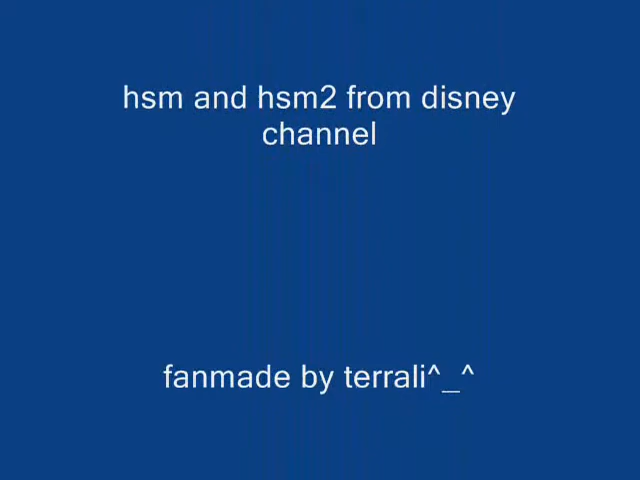 hsm and hsm2 from disney
channel
fanmade by terrali^_^